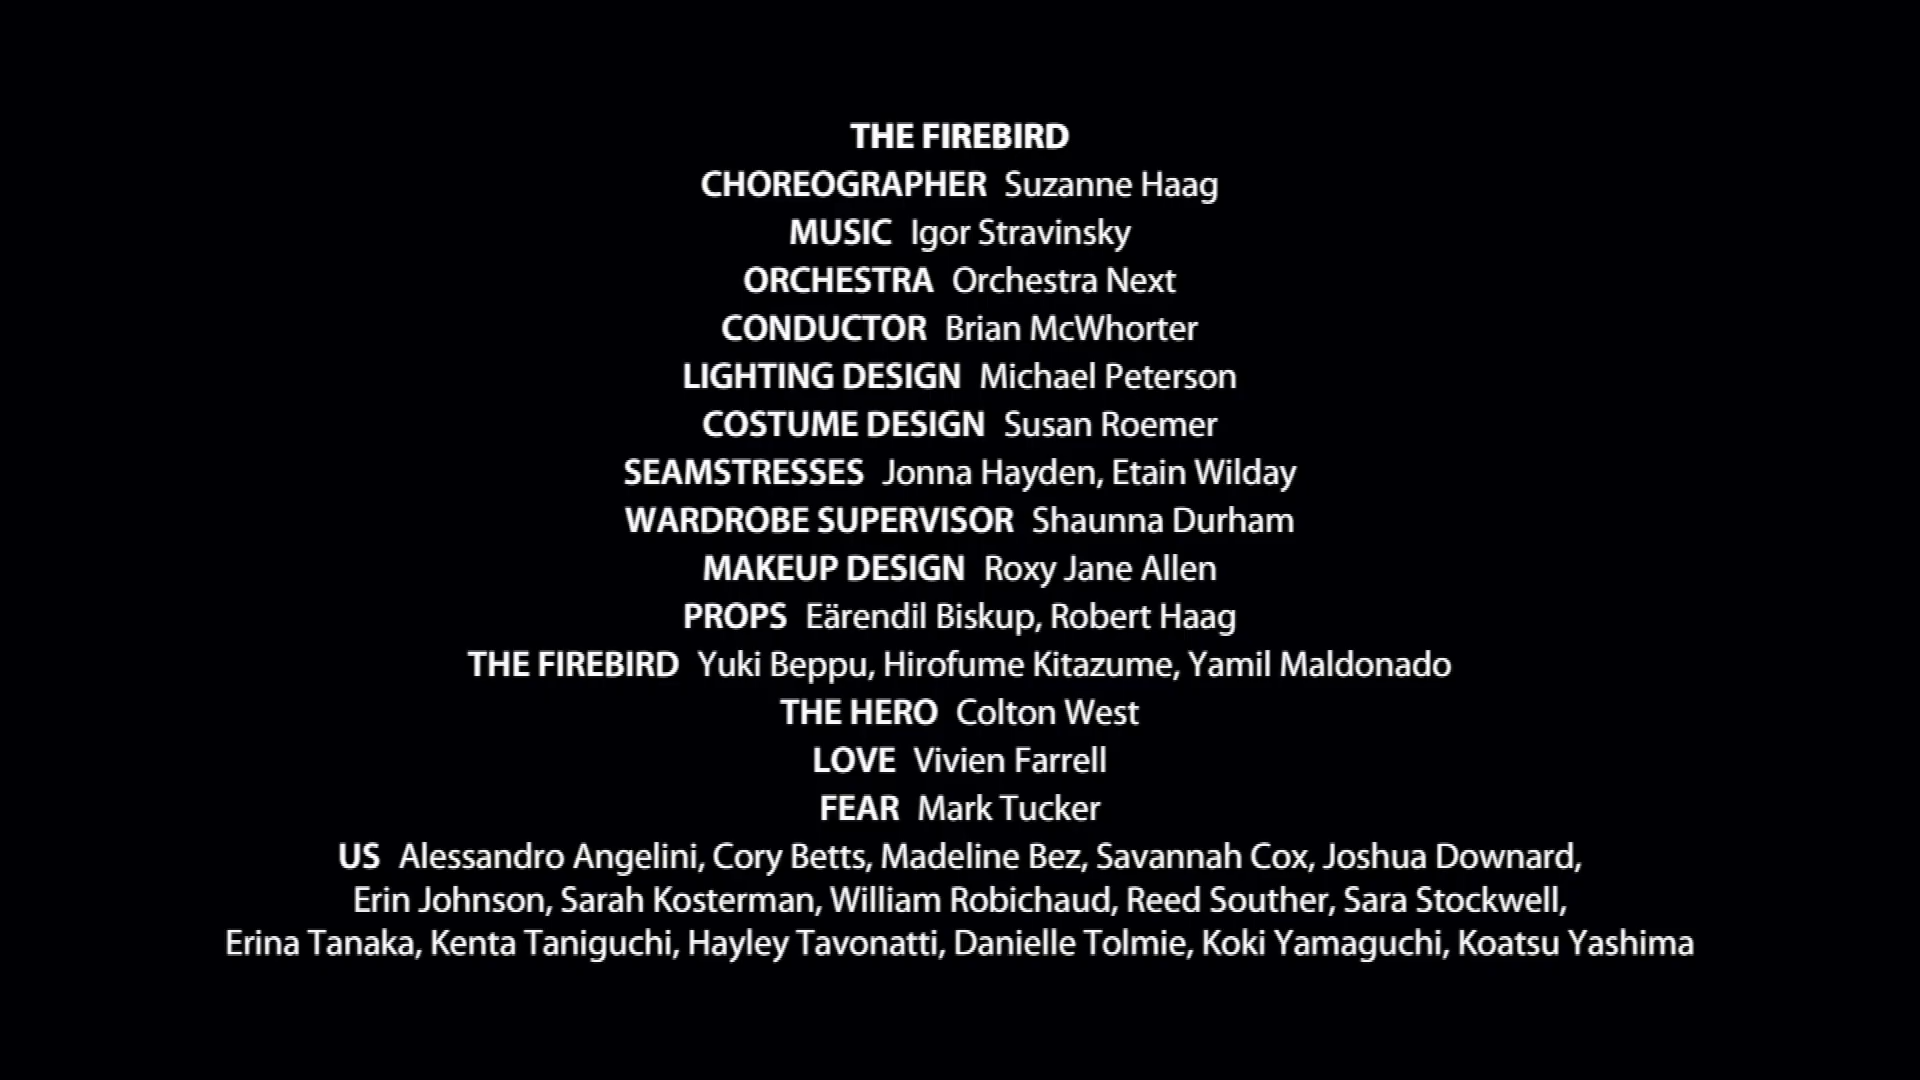 THE FIREBIRD
CHOREOGRAPHER Suzanne Haag
MUSIC Igor Stravinsky
ORCHESTRA Orchestra Next
CONDUCTOR Brian McWhorter
LIGHTING DESIGN Michael Peterson
COSTUME DESIGN Susan Roemer
SEAMSTRESSES Jonna Hayden, Etain Wilday
WARDROBE SUPERVISOR Shaunna Durham
MAKEUP DESIGN Roxy Jane Allen
PROPS Eärendil Biskup, Robert Haag
THE FIREBIRD Yuki Beppu, Hirofume Kitazume, Yamil Maldonado
THE HERO Colton West
LOVE Vivien Farrell
FEAR Mark Tucker
US Alessandro Angelini, Cory Betts, Madeline Bez, Savannah Cox, Joshua Downard,
Erin Johnson, Sarah Kosterman, William Robichaud, Reed Souther, Sara Stockwell,
Erina Tanaka, Kenta Taniguchi, Hayley Tavonatti, Danielle Tolmie, Koki Yamaguchi, Koatsu Yashima